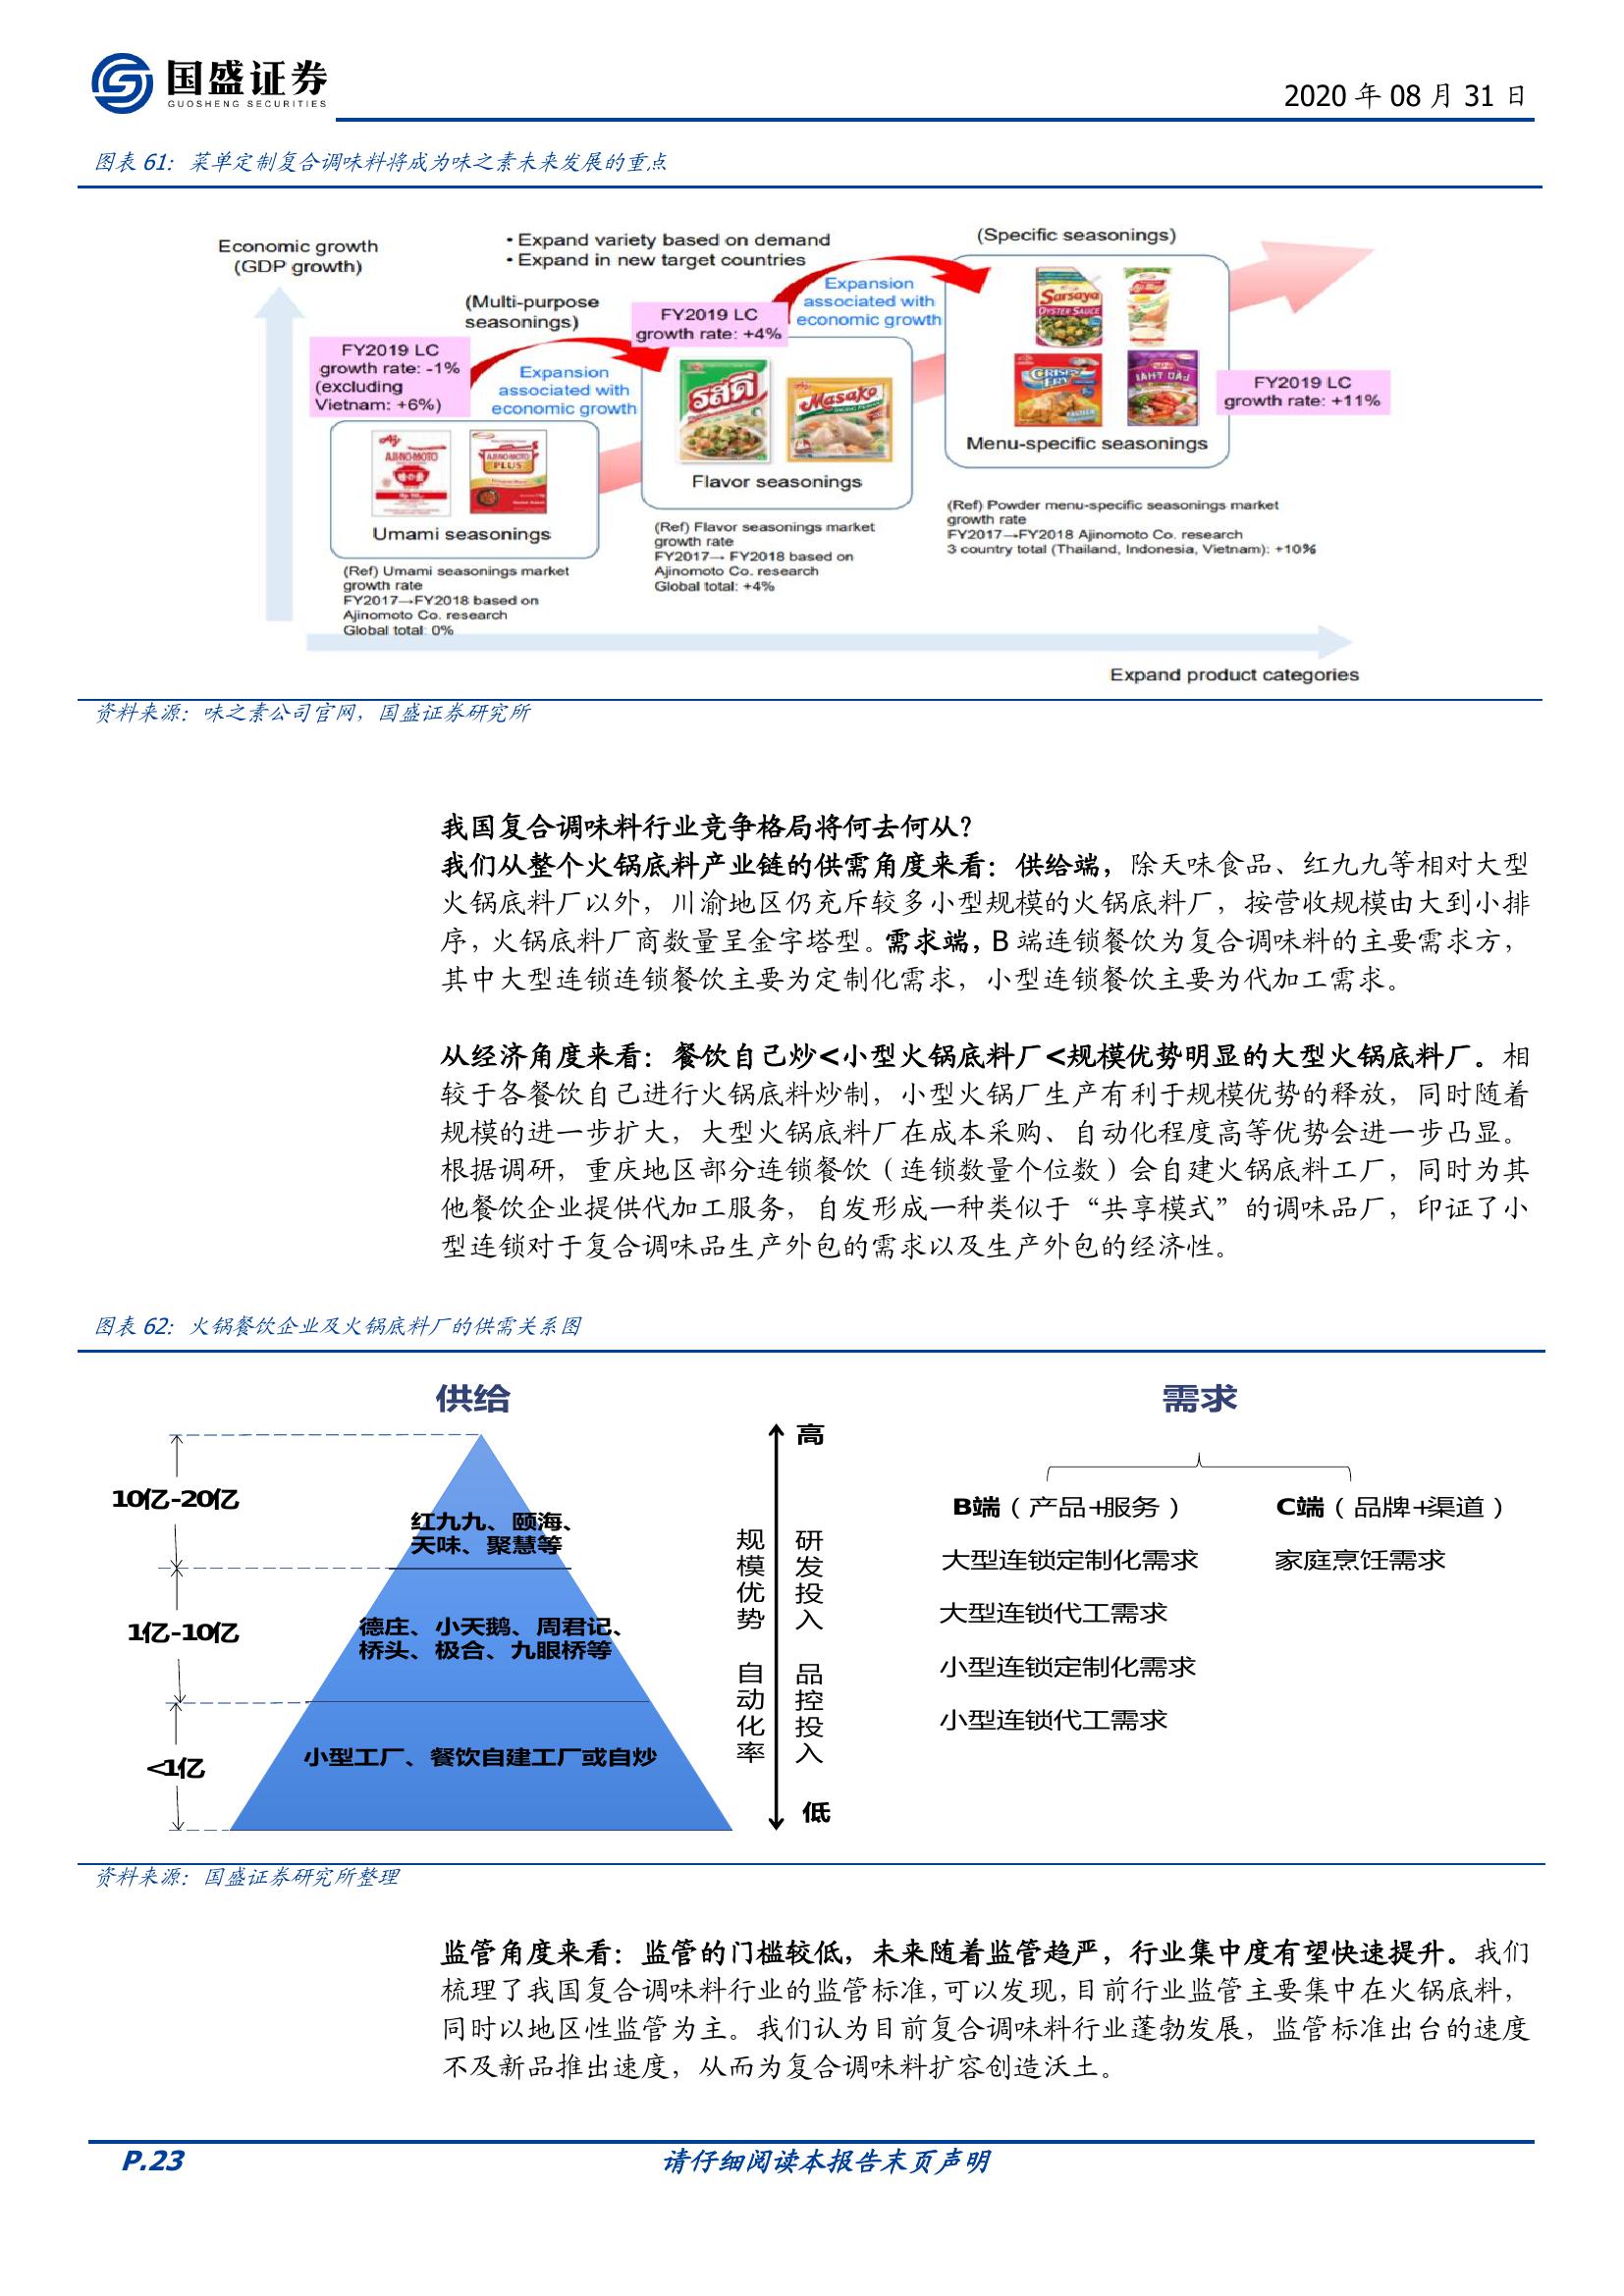 国盛证券
GUOSHENG SECURITIES
2020 年 08 月 31 日
图表 61：菜单定制复合调味料将成为味之素未来发展的重点
Economic growth
(GDP growth)
• Expand variety based on demand
• Expand in new target countries
(Specific seasonings)
(Multi-purpose
seasonings)
Expansion
associated with
economic growth
FY2019 LC
growth rate: +4%
FY2019 LC
growth rate: -1%
(excluding
Vietnam: +6%)
Expansion
associated with
economic growth
FY2019 LC
growth rate: +11%
Sarsaya
OYSTER SAUCE
CRISPY
FRY
Masako
AJI-NO-MOTO
味の素
AJI-NO-MOTO
PLUS
รสดี
Menu-specific seasonings
Flavor seasonings
Umami seasonings
(Ref) Powder menu-specific seasonings market
growth rate
FY2017→FY2018 Ajinomoto Co. research
3 country total (Thailand, Indonesia, Vietnam): +10%
(Ref) Flavor seasonings market
growth rate
FY2017→ FY2018 based on
Ajinomoto Co. research
Global total: +4%
(Ref) Umami seasonings market
growth rate
FY2017→FY2018 based on
Ajinomoto Co. research
Global total: 0%
Expand product categories
资料来源：味之素公司官网，国盛证券研究所
我国复合调味料行业竞争格局将何去何从？
我们从整个火锅底料产业链的供需角度来看：供给端，除天味食品、红九九等相对大型
火锅底料厂以外，川渝地区仍充斥较多小型规模的火锅底料厂，按营收规模由大到小排
序，火锅底料厂商数量呈金字塔型。需求端，B 端连锁餐饮为复合调味料的主要需求方，
其中大型连锁连锁餐饮主要为定制化需求，小型连锁餐饮主要为代加工需求。
从经济角度来看：餐饮自己炒<小型火锅底料厂<规模优势明显的大型火锅底料厂。相
较于各餐饮自己进行火锅底料炒制，小型火锅厂生产有利于规模优势的释放，同时随着
规模的进一步扩大，大型火锅底料厂在成本采购、自动化程度高等优势会进一步凸显。
根据调研，重庆地区部分连锁餐饮（连锁数量个位数）会自建火锅底料工厂，同时为其
他餐饮企业提供代加工服务，自发形成一种类似于“共享模式”的调味品厂，印证了小
型连锁对于复合调味品生产外包的需求以及生产外包的经济性。
图表 62：火锅餐饮企业及火锅底料厂的供需关系图
供给
10亿-20亿
1亿-10亿
<1亿
红九九、颐海、
天味、聚慧等
德庄、小天鹅、周君记、
桥头、极合、九眼桥等
小型工厂、餐饮自建工厂或自炒
高
规模优势
自动化率
研发投入
品控投入
低
需求
B端（产品+服务）
C端（品牌+渠道）
大型连锁定制化需求
家庭烹饪需求
大型连锁代工需求
小型连锁定制化需求
小型连锁代工需求
资料来源：国盛证券研究所整理
监管角度来看：监管的门槛较低，未来随着监管趋严，行业集中度有望快速提升。我们
梳理了我国复合调味料行业的监管标准，可以发现，目前行业监管主要集中在火锅底料，
同时以地区性监管为主。我们认为目前复合调味料行业蓬勃发展，监管标准出台的速度
不及新品推出速度，从而为复合调味料扩容创造沃土。
P.23
请仔细阅读本报告末页声明